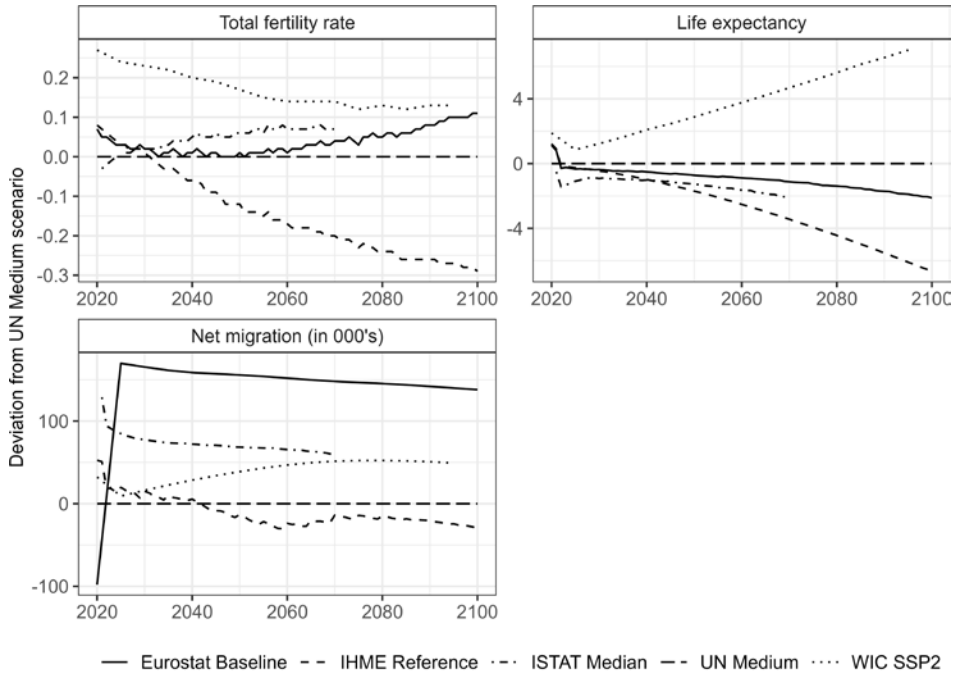 Total fertility rate
Life expectancy
Deviation from UN Medium scenario
0.2
0.1
0.0
-0.1
-0.2
-0.3
2020 2040 2060 2080 2100
4
0
-4
2020 2040 2060 2080 2100
Net migration (in 000's)
100
0
-100
2020 2040 2060 2080 2100
Eurostat Baseline IHME Reference ISTAT Median UN Medium WIC SSP2